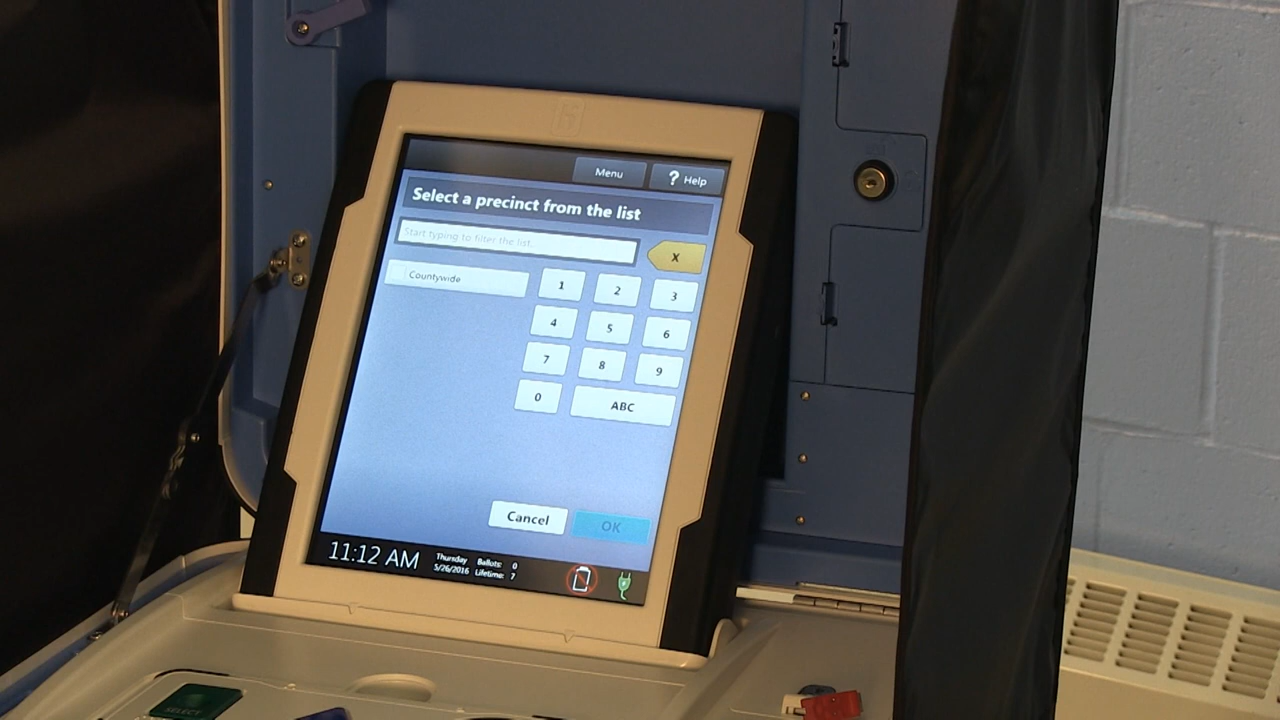 Menu
? Help
Select a precinct from the list
Start typing to filter the list...
X
Countywide
1 2 3
4 5 6
7 8 9
0 ABC
Cancel OK
11:12 AM
Thursday
5/26/2016
Ballots: 0
Lifetime: 7
SELECT